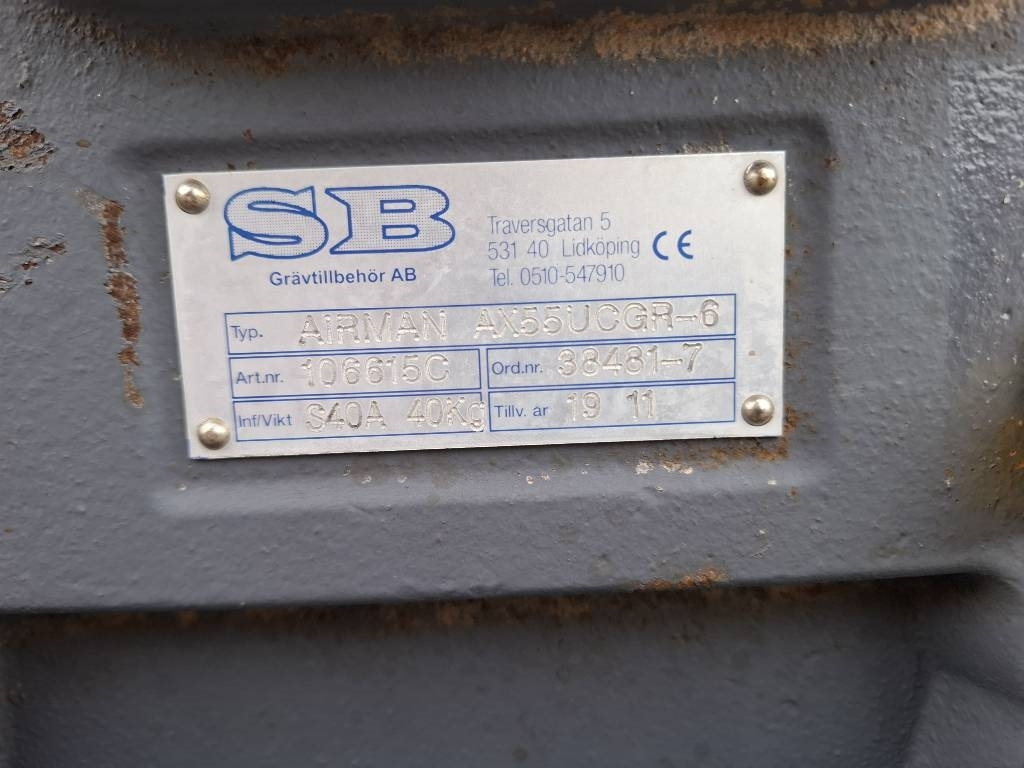 SB
Grävtillbehör AB
Traversgatan 5
531 40 Lidköping
Tel. 0510-547910
CE
Typ. AIRMAN AX55UCGR-6
Art.nr. 106615C Ord.nr. 38481-7
Inf/Vikt S40A 40Kg Tillv. år 19 11